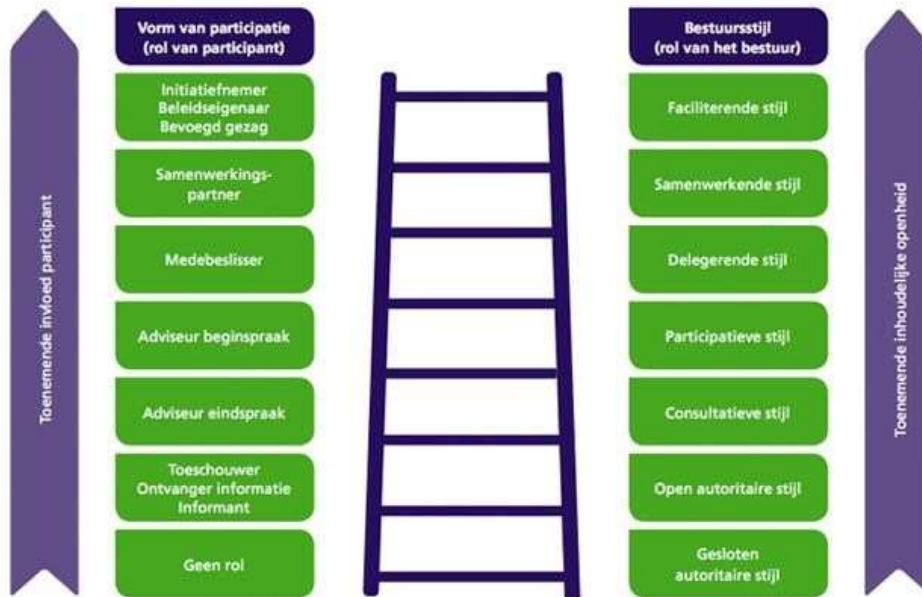 Toenemende invloed participant
Vorm van participatie
(rol van participant)
Initiatiefnemer
Beleidseigenaar
Bevoegd gezag
Samenwerkings-
partner
Medebeslisser
Adviseur beginspraak
Adviseur eindspraak
Toeschouwer
Ontvanger informatie
Informant
Geen rol
Bestuursstijl
(rol van het bestuur)
Faciliterende stijl
Samenwerkende stijl
Delegerende stijl
Participatieve stijl
Consultatieve stijl
Open autoritaire stijl
Gesloten
autoritaire stijl
Toenemende inhoudelijke openheid